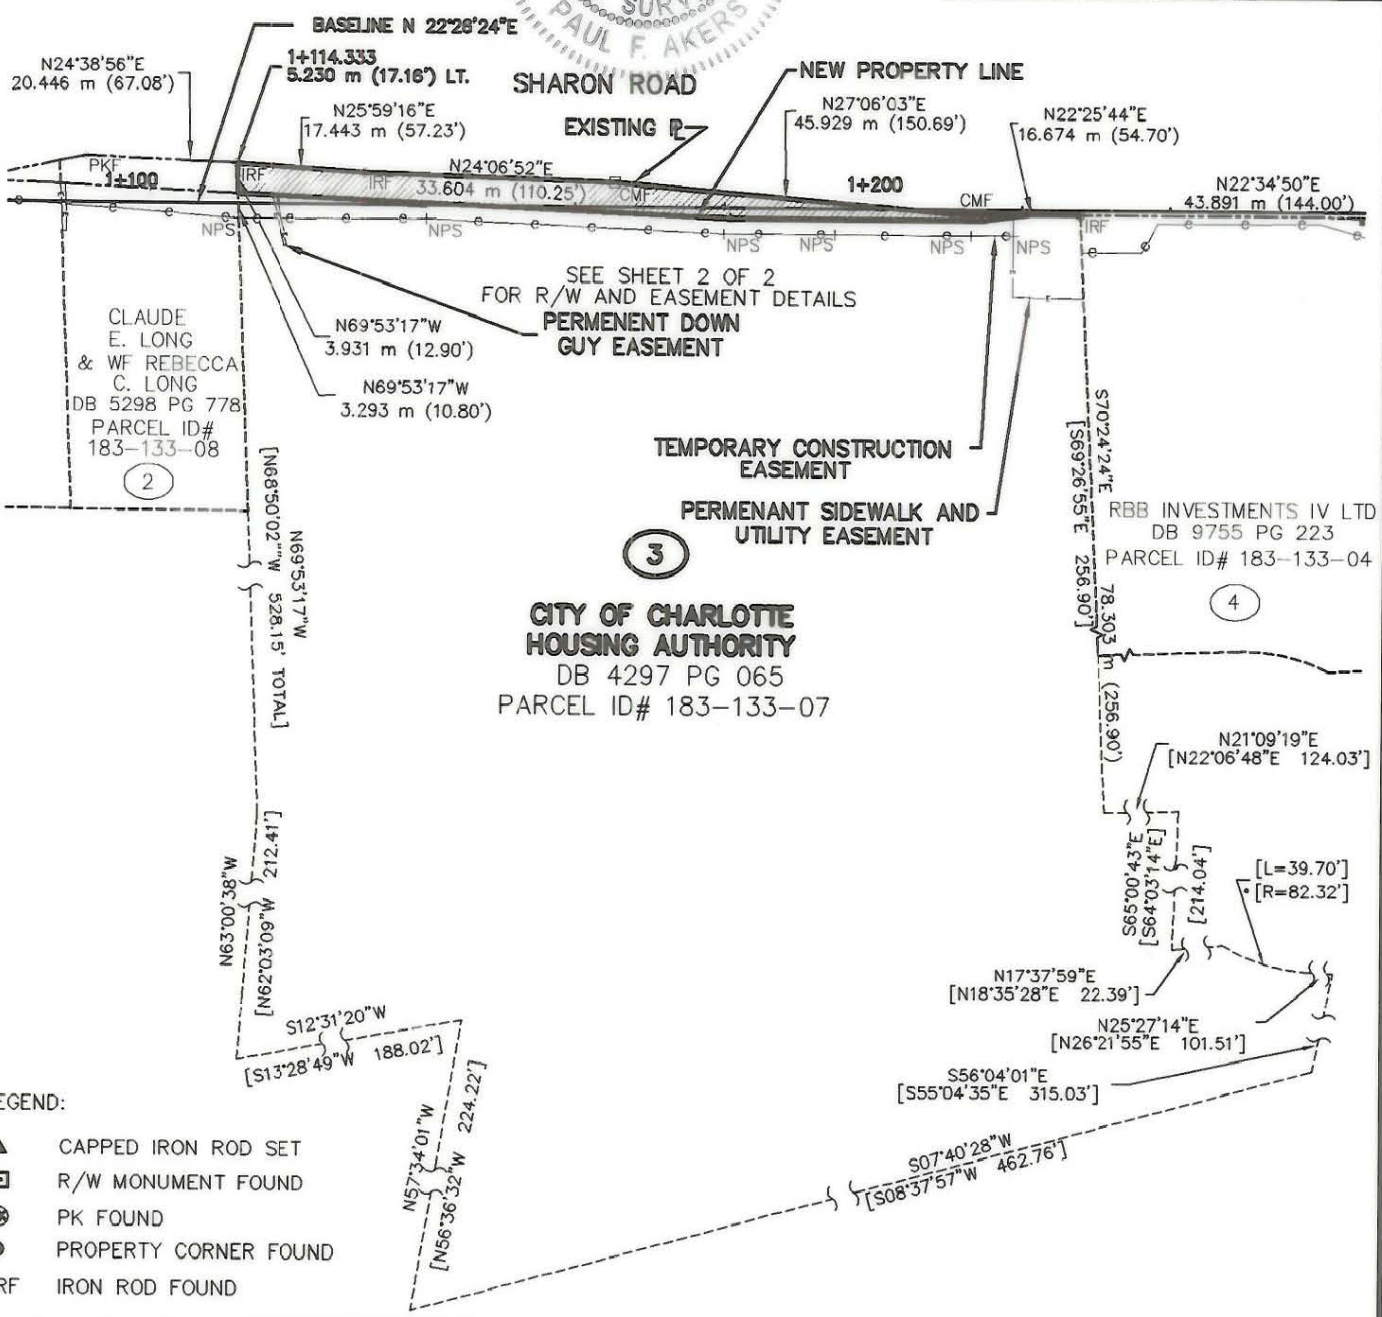 SURV
PAUL F. AKERS
BASELINE N 22°26'24"E
N24°38'56"E
20.446 m (67.08')
1+114.333
5.230 m (17.16') LT.
SHARON ROAD
NEW PROPERTY LINE
N25°59'16"E
17.443 m (57.23')
EXISTING PL
N27°06'03"E
45.929 m (150.69')
N22°25'44"E
16.674 m (54.70')
PKF
1+100
IRF
IRF
N24°06'52"E
33.604 m (110.25')
CMF
1+200
CMF
N22°34'50"E
43.891 m (144.00')
NPS
NPS
NPS
NPS
NPS
NPS
IRF
SEE SHEET 2 OF 2
FOR R/W AND EASEMENT DETAILS
PERMENENT DOWN
GUY EASEMENT
N69°53'17"W
3.931 m (12.90')
N69°53'17"W
3.293 m (10.80')
CLAUDE
E. LONG
& WF REBECCA
C. LONG
DB 5298 PG 778
PARCEL ID#
183-133-08
2
TEMPORARY CONSTRUCTION
EASEMENT
PERMENANT SIDEWALK AND
UTILITY EASEMENT
S70°24'24"E 78.303 m (256.90')
[S69°26'55"E 256.90']
RBB INVESTMENTS IV LTD
DB 9755 PG 223
PARCEL ID# 183-133-04
4
N69°53'17"W
[N68°50'02"W 528.15' TOTAL]
3
CITY OF CHARLOTTE
HOUSING AUTHORITY
DB 4297 PG 065
PARCEL ID# 183-133-07
N21°09'19"E
[N22°06'48"E 124.03']
S65°00'43"E
[S64°03'14"E]
[214.04']
[L=39.70']
[R=82.32']
N63°00'38"W
[N62°03'09"W 212.41']
N17°37'59"E
[N18°35'28"E 22.39']
N25°27'14"E
[N26°21'55"E 101.51']
S12°31'20"W
[S13°28'49"W 188.02']
S56°04'01"E
[S55°04'35"E 315.03']
N57°34'01"W
[N56°36'32"W 224.22']
S07°40'28"W
[S08°37'57"W 462.76']
EGEND:
CAPPED IRON ROD SET
R/W MONUMENT FOUND
PK FOUND
PROPERTY CORNER FOUND
RF IRON ROD FOUND